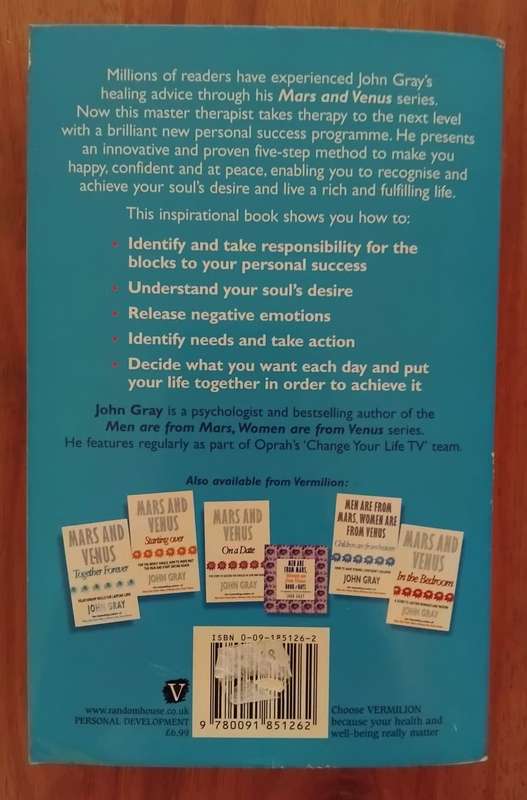 Millions of readers have experienced John Gray's
healing advice through his Mars and Venus series.
Now this master therapist takes therapy to the next level
with a brilliant new personal success programme. He presents
an innovative and proven five-step method to make you
happy, confident and at peace, enabling you to recognise and
achieve your soul's desire and live a rich and fulfilling life.
This inspirational book shows you how to:
• Identify and take responsibility for the
blocks to your personal success
• Understand your soul's desire
• Release negative emotions
• Identify needs and take action
• Decide what you want each day and put
your life together in order to achieve it
John Gray is a psychologist and bestselling author of the
Men are from Mars, Women are from Venus series.
He features regularly as part of Oprah's 'Change Your Life TV' team.
Also available from Vermilion:
MARS AND
VENUS
Together Forever
JOHN GRAY
MARS AND
VENUS
Starting over
JOHN GRAY
MARS AND
VENUS
On a Date
JOHN GRAY
MEN ARE
FROM MARS,
JOHN GRAY
MEN ARE FROM
MARS, WOMEN ARE
FROM VENUS
Children are from heaven
JOHN GRAY
MARS AND
VENUS
In the Bedroom
JOHN GRAY
V
www.randomhouse.co.uk
PERSONAL DEVELOPMENT
£6.99
ISBN 0-09-185126-2
9 780091 851262
Choose VERMILION
because your health and
well-being really matter